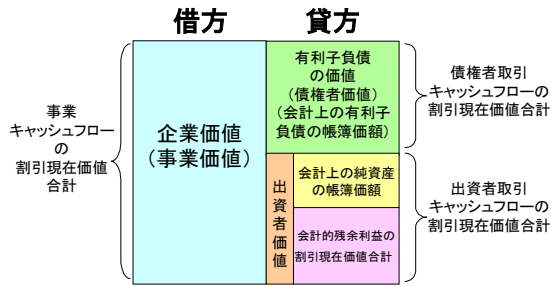 借方
貸方
事業
キャッシュフロー
の
割引現在価値
合計
企業価値
（事業価値）
有利子負債
の価値
（債権者価値）
（会計上の有利子
負債の帳簿価額）
債権者取引
キャッシュフローの
割引現在価値合計
出資者価値
会計上の純資産
の帳簿価額
会計的残余利益の
割引現在価値合計
出資者取引
キャッシュフローの
割引現在価値合計